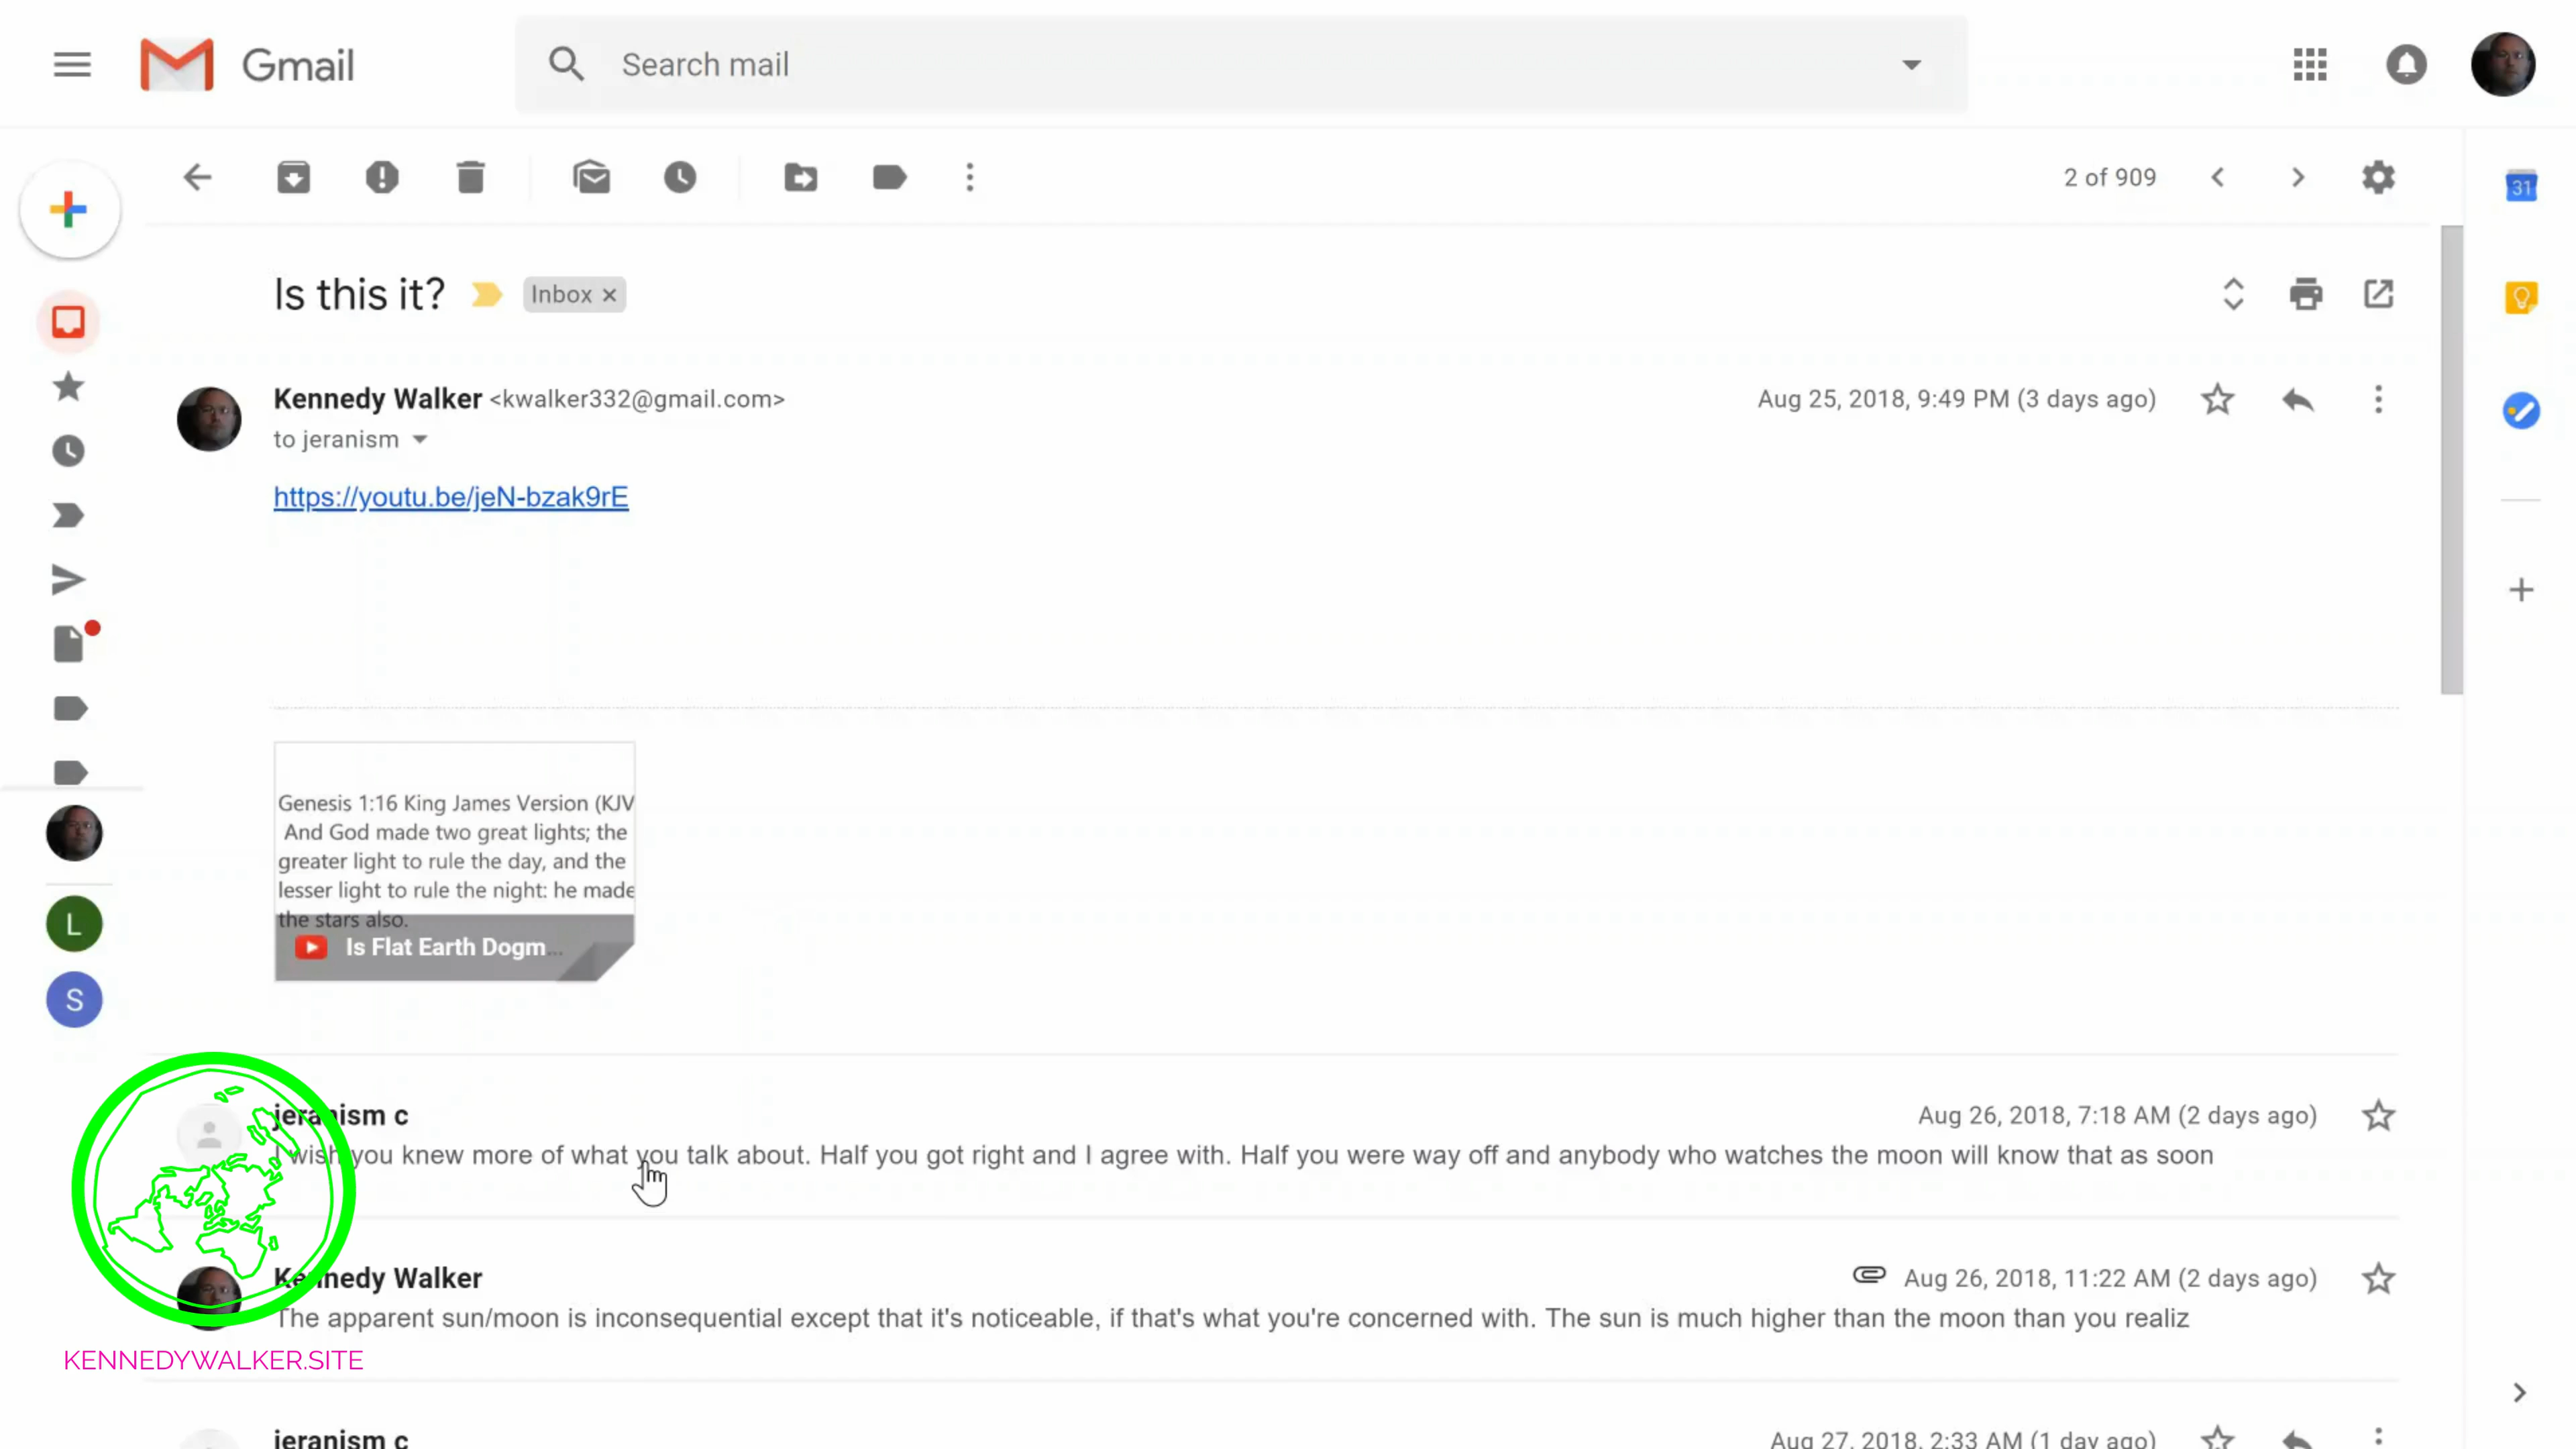 Gmail
Search mail
2 of 909
31
Is this it?
Inbox
Kennedy Walker <kwalker332@gmail.com>
Aug 25, 2018, 9:49 PM (3 days ago)
to jeranism
https://youtu.be/jeN-bzak9rE
Genesis 1:16 King James Version (KJV
And God made two great lights; the
greater light to rule the day, and the
lesser light to rule the night: he made
the stars also.
Is Flat Earth Dogm...
L
S
jeranism c
Aug 26, 2018, 7:18 AM (2 days ago)
I wish you knew more of what you talk about. Half you got right and I agree with. Half you were way off and anybody who watches the moon will know that as soon
Kennedy Walker
Aug 26, 2018, 11:22 AM (2 days ago)
The apparent sun/moon is inconsequential except that it's noticeable, if that's what you're concerned with. The sun is much higher than the moon than you realiz
KENNEDYWALKER.SITE
jeranism c
Aug 27, 2018, 2:33 AM (1 day ago)